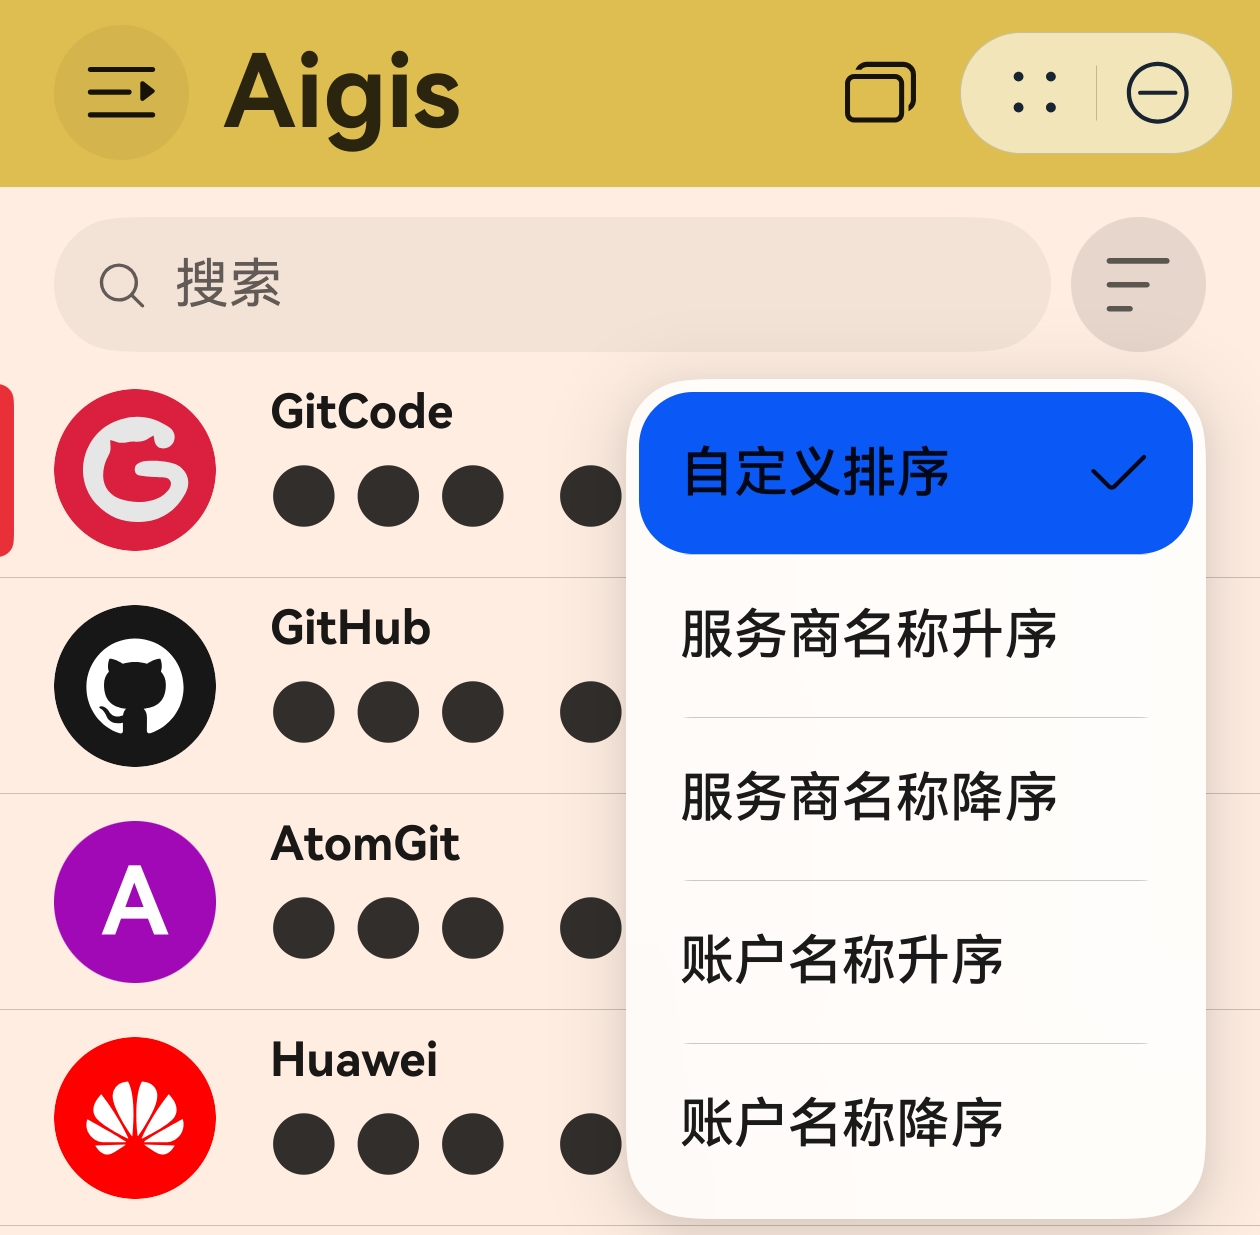 Aigis
搜索
GitCode
GitHub
A
AtomGit
Huawei
自定义排序
服务商名称升序
服务商名称降序
账户名称升序
账户名称降序